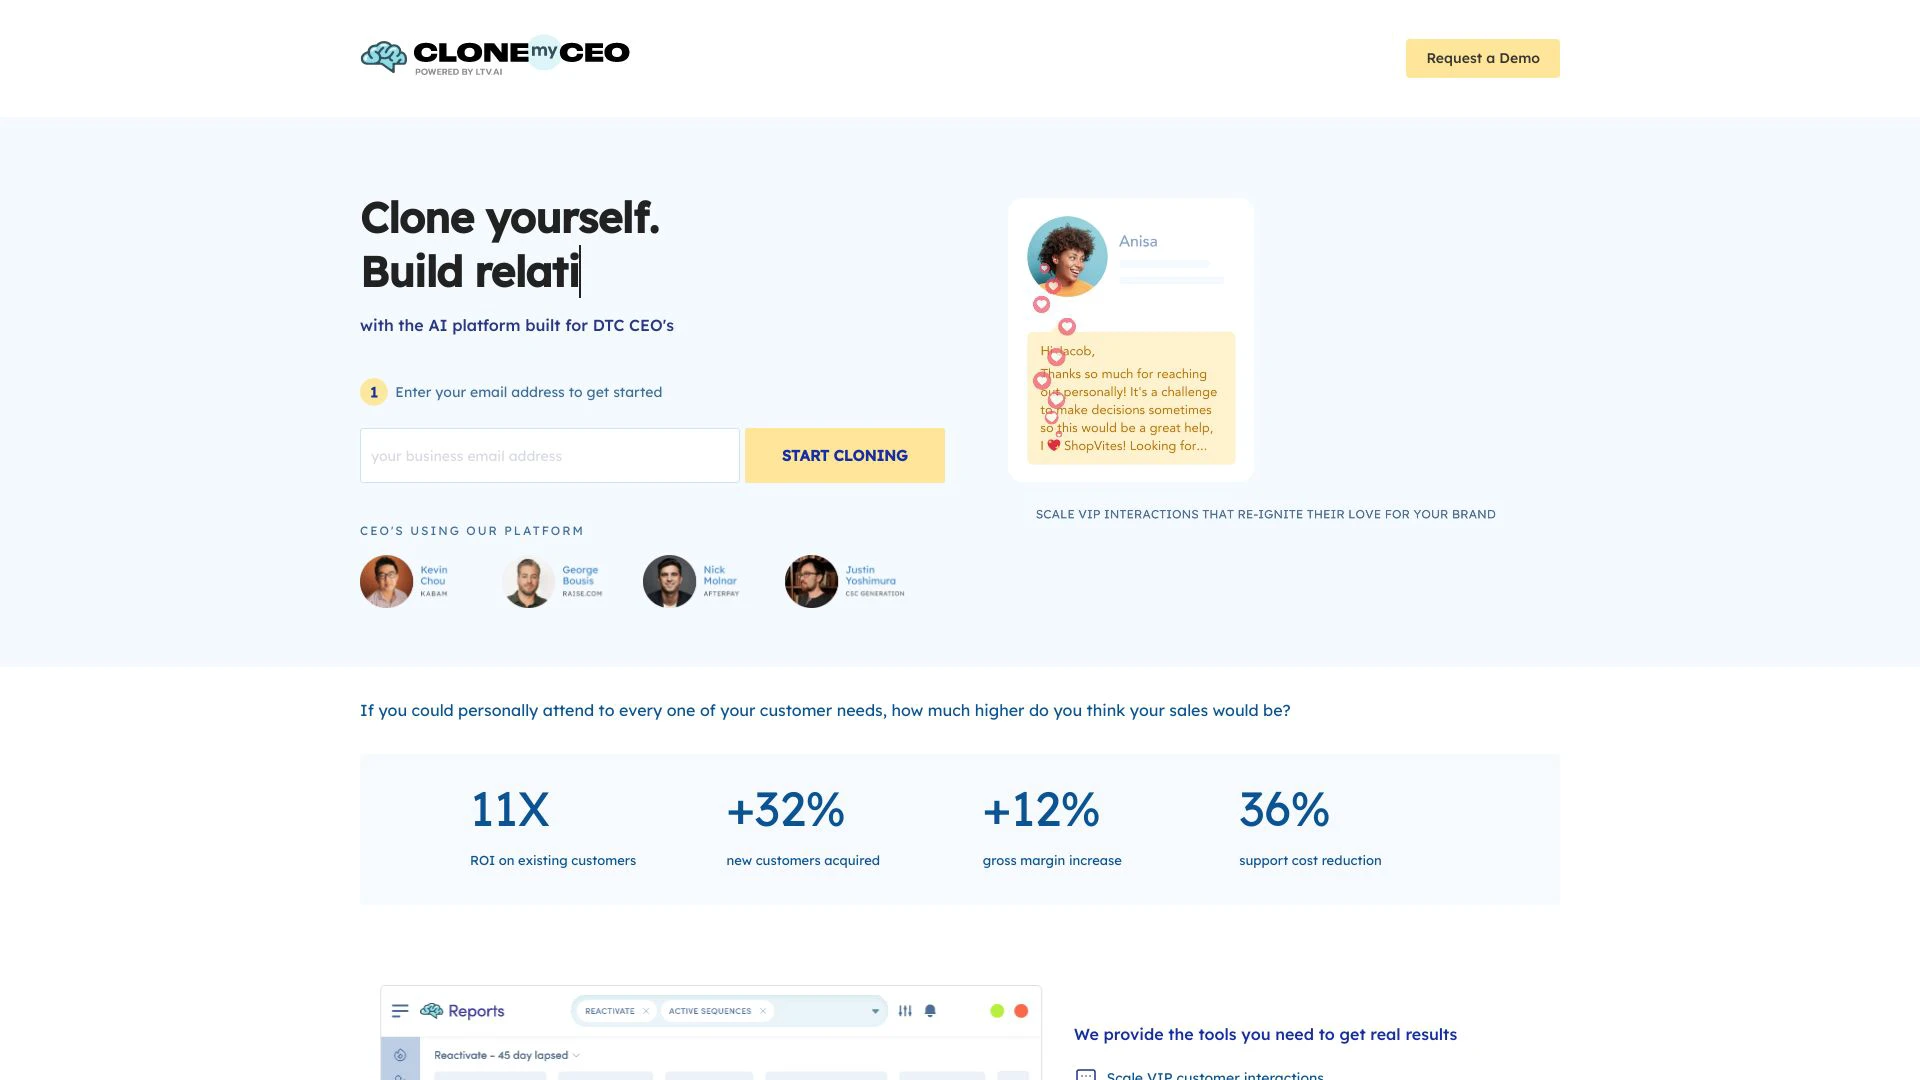 CLONE my CEO
POWERED BY LTV.AI
Request a Demo
Clone yourself.
Build relati
with the AI platform built for DTC CEO's
1 Enter your email address to get started
your business email address
START CLONING
CEO'S USING OUR PLATFORM
Kevin
Chou
KABAM
George
Bousis
RAISE.COM
Nick
Molnar
AFTERPAY
Justin
Yoshimura
CSC GENERATION
Anisa
Hi Jacob,
Thanks so much for reaching
out personally! It's a challenge
to make decisions sometimes
so this would be a great help,
I ❤ ShopVites! Looking for...
SCALE VIP INTERACTIONS THAT RE-IGNITE THEIR LOVE FOR YOUR BRAND
If you could personally attend to every one of your customer needs, how much higher do you think your sales would be?
11X
ROI on existing customers
+32%
new customers acquired
+12%
gross margin increase
36%
support cost reduction
Reports
REACTIVATE ×
ACTIVE SEQUENCES ×
Reactivate - 45 day lapsed
We provide the tools you need to get real results
Scale VIP customer interactions